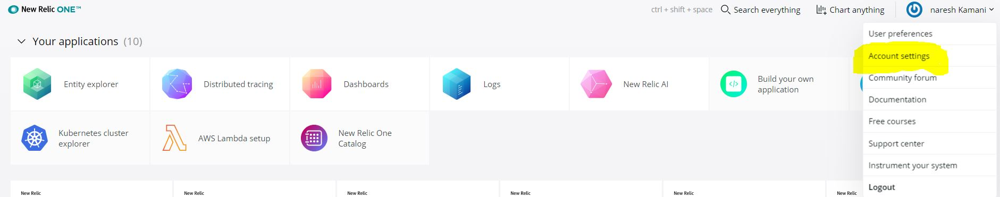 New Relic ONE™
ctrl + shift + space
Search everything
Chart anything
naresh Kamani
Your applications (10)
User preferences
Account settings
Community forum
Documentation
Free courses
Support center
Instrument your system
Logout
Entity explorer
Distributed tracing
Dashboards
Logs
New Relic AI
Build your own
application
Kubernetes cluster
explorer
AWS Lambda setup
New Relic One
Catalog
New Relic
New Relic
New Relic
New Relic
New Relic
New Relic